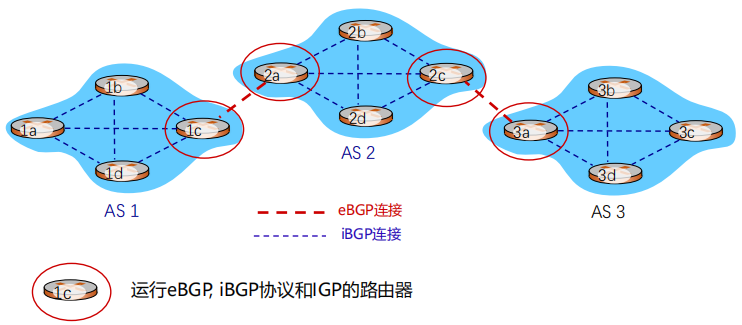 2b
2a
2c
2d
1b
1a
1c
1d
3b
3a
3c
3d
AS 2
AS 1
AS 3
eBGP连接
iBGP连接
1c
运行eBGP, iBGP协议和IGP的路由器